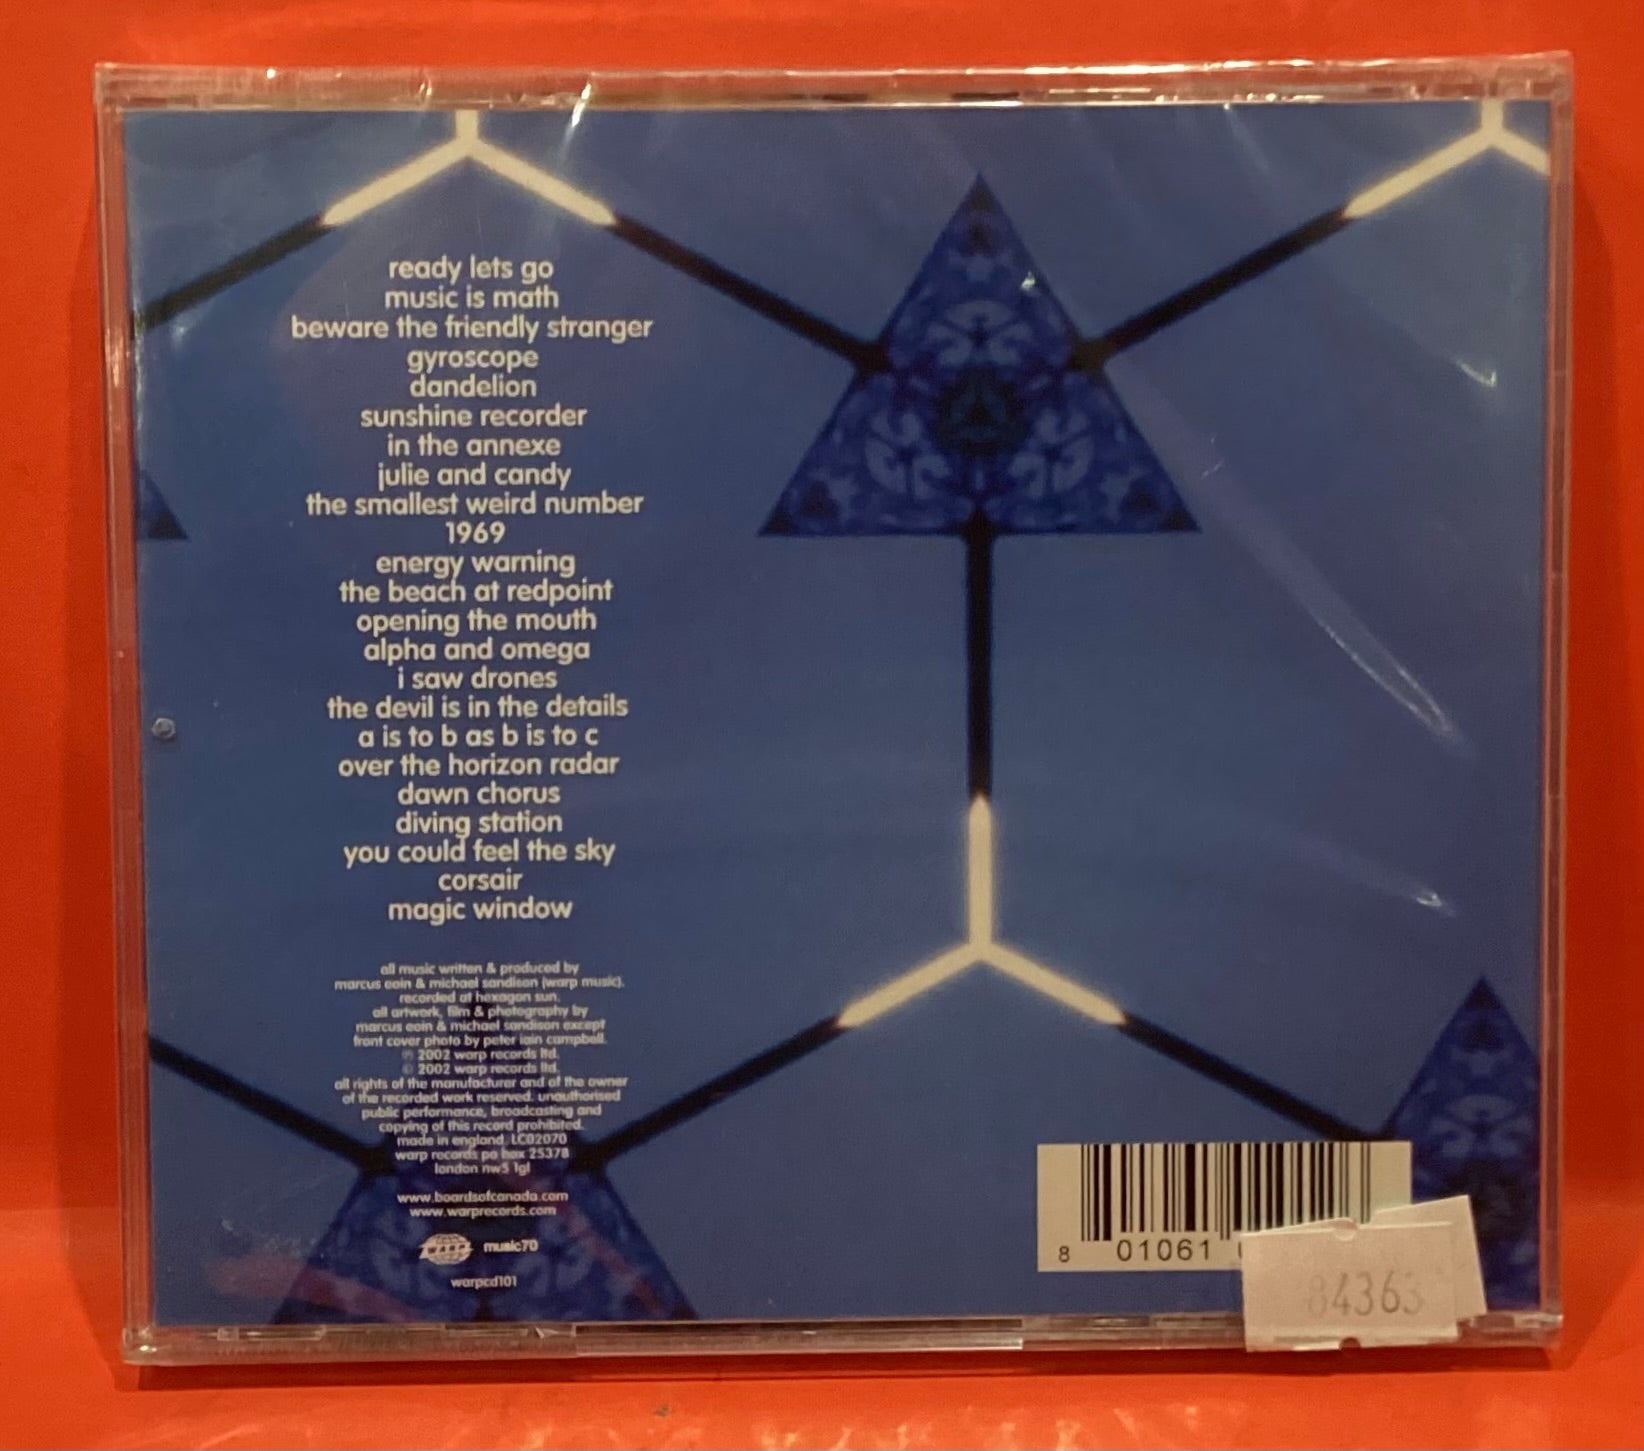 ready lets go
music is math
beware the friendly stranger
gyroscope
dandelion
sunshine recorder
in the annexe
julie and candy
the smallest weird number
1969
energy warning
the beach at redpoint
opening the mouth
alpha and omega
i saw drones
the devil is in the details
a is to b as b is to c
over the horizon radar
dawn chorus
diving station
you could feel the sky
corsair
magic window
all music written & produced by
marcus eoin & michael sandison (warp music).
recorded at hexagon sun.
all artwork, film & photography by
marcus eoin & michael sandison except
front cover photo by peter iain campbell.
℗ 2002 warp records ltd.
© 2002 warp records ltd.
all rights of the manufacturer and of the owner
of the recorded work reserved. unauthorised
public performance, broadcasting and
copying of this record prohibited.
made in england. LC02070
warp records po box 25378
london nw5 1gl
www.boardsofcanada.com
www.warprecords.com
WARP music70
warpcd101
8 01061
84363